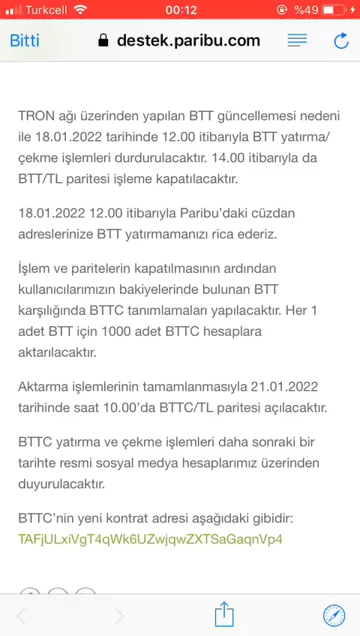 Turkcell 00:12 %49
Bitti destek.paribu.com
TRON ağı üzerinden yapılan BTT güncellemesi nedeni
ile 18.01.2022 tarihinde 12.00 itibarıyla BTT yatırma/
çekme işlemleri durdurulacaktır. 14.00 itibarıyla da
BTT/TL paritesi işleme kapatılacaktır.
18.01.2022 12.00 itibarıyla Paribu’daki cüzdan
adreslerinize BTT yatırmamanızı rica ederiz.
İşlem ve paritelerin kapatılmasının ardından
kullanıcılarımızın bakiyelerinde bulunan BTT
karşılığında BTTC tanımlamaları yapılacaktır. Her 1
adet BTT için 1000 adet BTTC hesaplara
aktarılacaktır.
Aktarma işlemlerinin tamamlanmasıyla 21.01.2022
tarihinde saat 10.00’da BTTC/TL paritesi açılacaktır.
BTTC yatırma ve çekme işlemleri daha sonraki bir
tarihte resmi sosyal medya hesaplarımız üzerinden
duyurulacaktır.
BTTC’nin yeni kontrat adresi aşağıdaki gibidir:
TAFjULxiVgT4qWk6UZwjqwZXTSaGaqnVp4